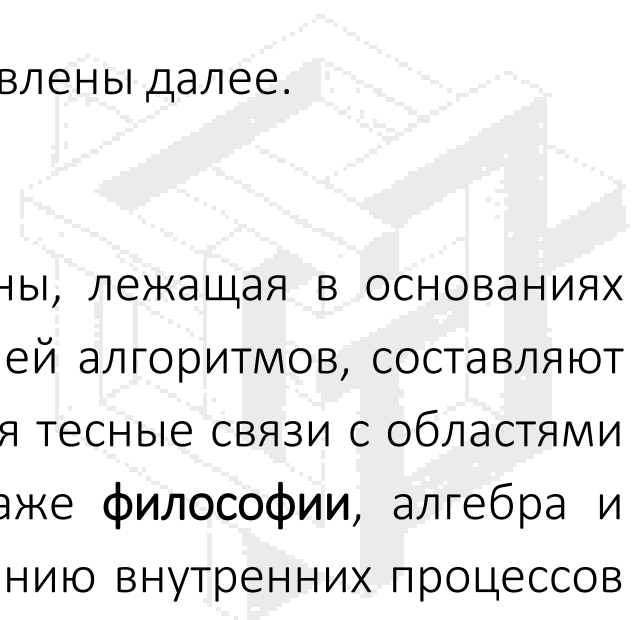 влены далее.
ны, лежащая в основаниях
ей алгоритмов, составляют
я тесные связи с областями
аже философии, алгебра и
нию внутренних процессов